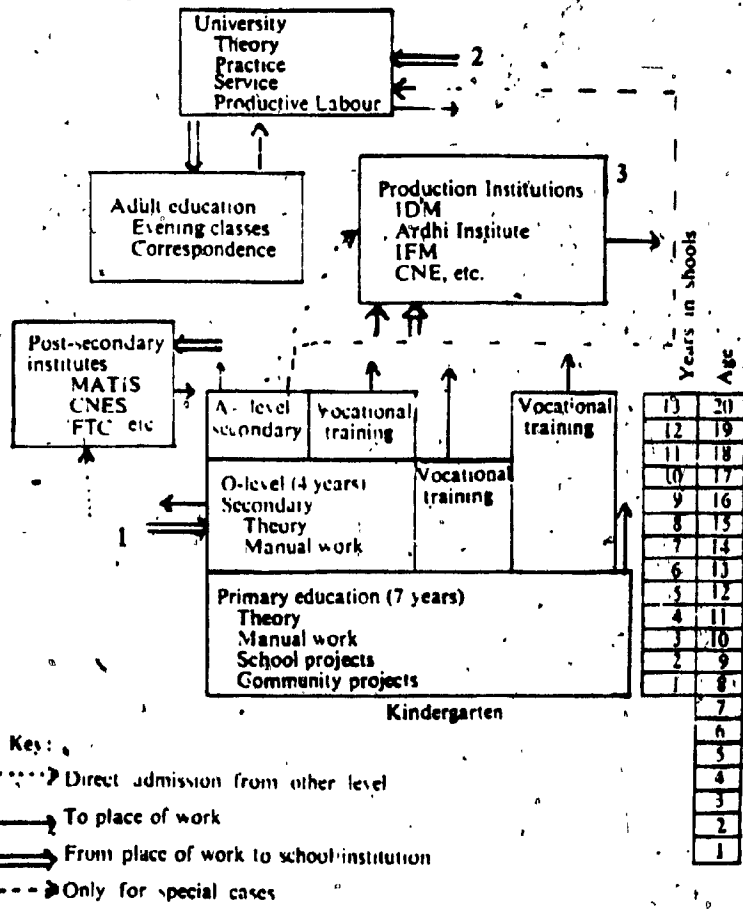 University
Theory
Practice
Service
Productive Labour
2
Adult education
Evening classes
Correspondence
Production Institutions
IDM
Ardhi Institute
IFM
CNE, etc.
3
Years in shools
Age
Post-secondary
institutes
MATIS
CNES
FTC etc
A-level
secondary
Vocational
training
Vocational
training
Vocational
training
O-level (4 years)
Secondary
Theory
Manual work
1
Primary education (7 years)
Theory
Manual work
School projects
Community projects
Kindergarten
13 20
12 19
11 18
10 17
9 16
8 15
7 14
6 13
5 12
4 11
3 10
2 9
1 8
7
6
5
4
3
2
1
Key:
Direct admission from other level
To place of work
From place of work to school institution
Only for special cases